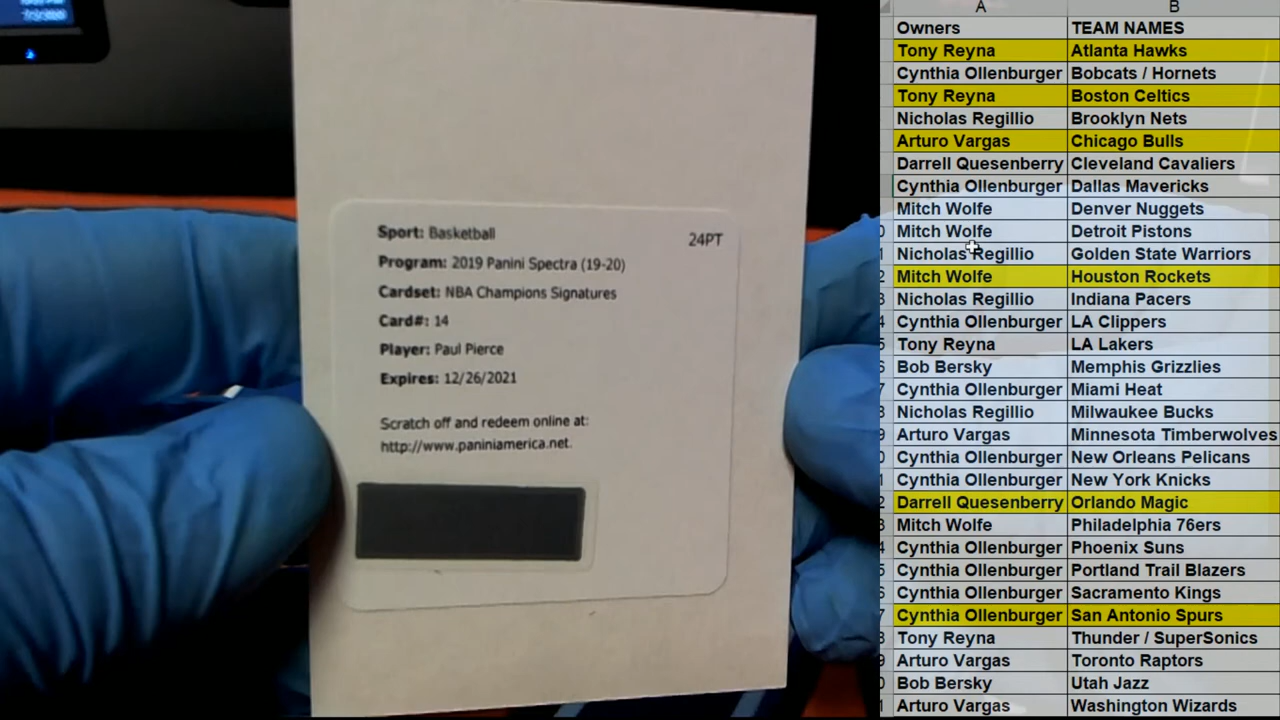 Sport: Basketball
24PT
Program: 2019 Panini Spectra (19-20)
Cardset: NBA Champions Signatures
Card#: 14
Player: Paul Pierce
Expires: 12/26/2021
Scratch off and redeem online at:
http://www.paniniamerica.net.
A B
Owners TEAM NAMES
Tony Reyna Atlanta Hawks
Cynthia Ollenburger Bobcats / Hornets
Tony Reyna Boston Celtics
Nicholas Regillio Brooklyn Nets
Arturo Vargas Chicago Bulls
Darrell Quesenberry Cleveland Cavaliers
Cynthia Ollenburger Dallas Mavericks
Mitch Wolfe Denver Nuggets
Mitch Wolfe Detroit Pistons
Nicholas Regillio Golden State Warriors
Mitch Wolfe Houston Rockets
Nicholas Regillio Indiana Pacers
Cynthia Ollenburger LA Clippers
Tony Reyna LA Lakers
Bob Bersky Memphis Grizzlies
Cynthia Ollenburger Miami Heat
Nicholas Regillio Milwaukee Bucks
Arturo Vargas Minnesota Timberwolves
Cynthia Ollenburger New Orleans Pelicans
Cynthia Ollenburger New York Knicks
Darrell Quesenberry Orlando Magic
Mitch Wolfe Philadelphia 76ers
Cynthia Ollenburger Phoenix Suns
Cynthia Ollenburger Portland Trail Blazers
Cynthia Ollenburger Sacramento Kings
Cynthia Ollenburger San Antonio Spurs
Tony Reyna Thunder / SuperSonics
Arturo Vargas Toronto Raptors
Bob Bersky Utah Jazz
Arturo Vargas Washington Wizards